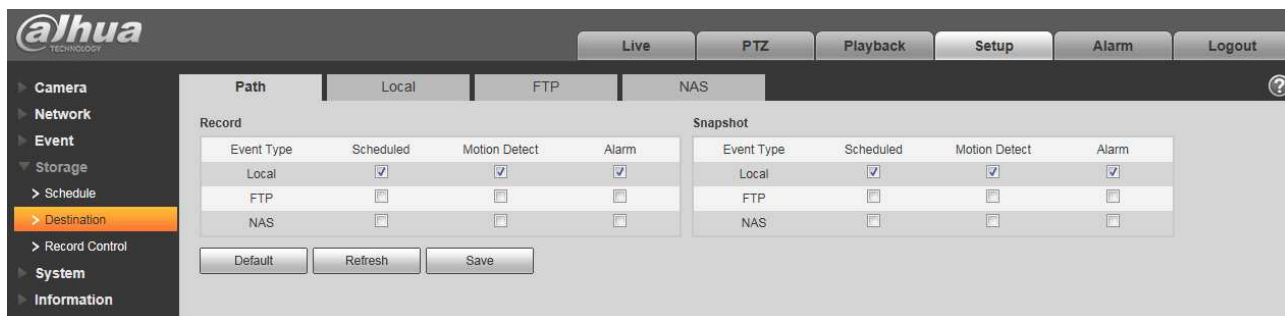 alhua
TECHNOLOGY
Live PTZ Playback Setup Alarm Logout
Camera
Network
Event
Storage
> Schedule
> Destination
> Record Control
System
Information
Path Local FTP NAS
?
Record
Event Type Scheduled Motion Detect Alarm
Local
FTP
NAS
Snapshot
Event Type Scheduled Motion Detect Alarm
Local
FTP
NAS
Default Refresh Save